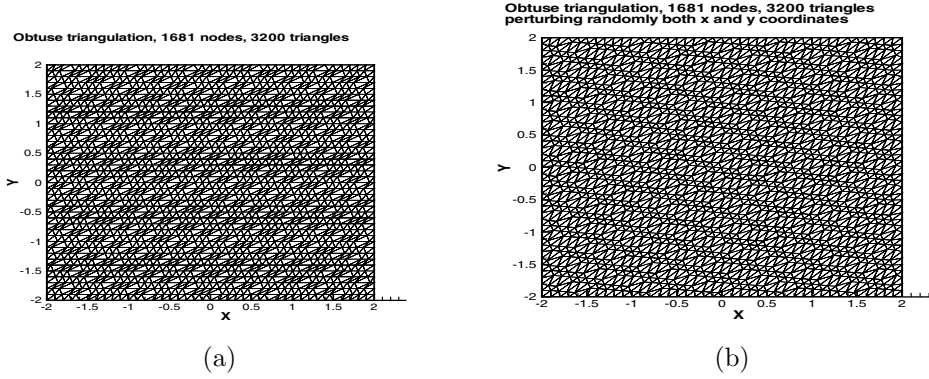 Obtuse triangulation, 1681 nodes, 3200 triangles
2
1.5
1
0.5
0
-0.5
-1
-1.5
-2
Y
-2 -1.5 -1 -0.5 0 0.5 1 1.5 2
X
(a)
Obtuse triangulation, 1681 nodes, 3200 triangles
perturbing randomly both x and y coordinates
2
1.5
1
0.5
0
-0.5
-1
-1.5
-2
Y
-2 -1.5 -1 -0.5 0 0.5 1 1.5 2
X
(b)